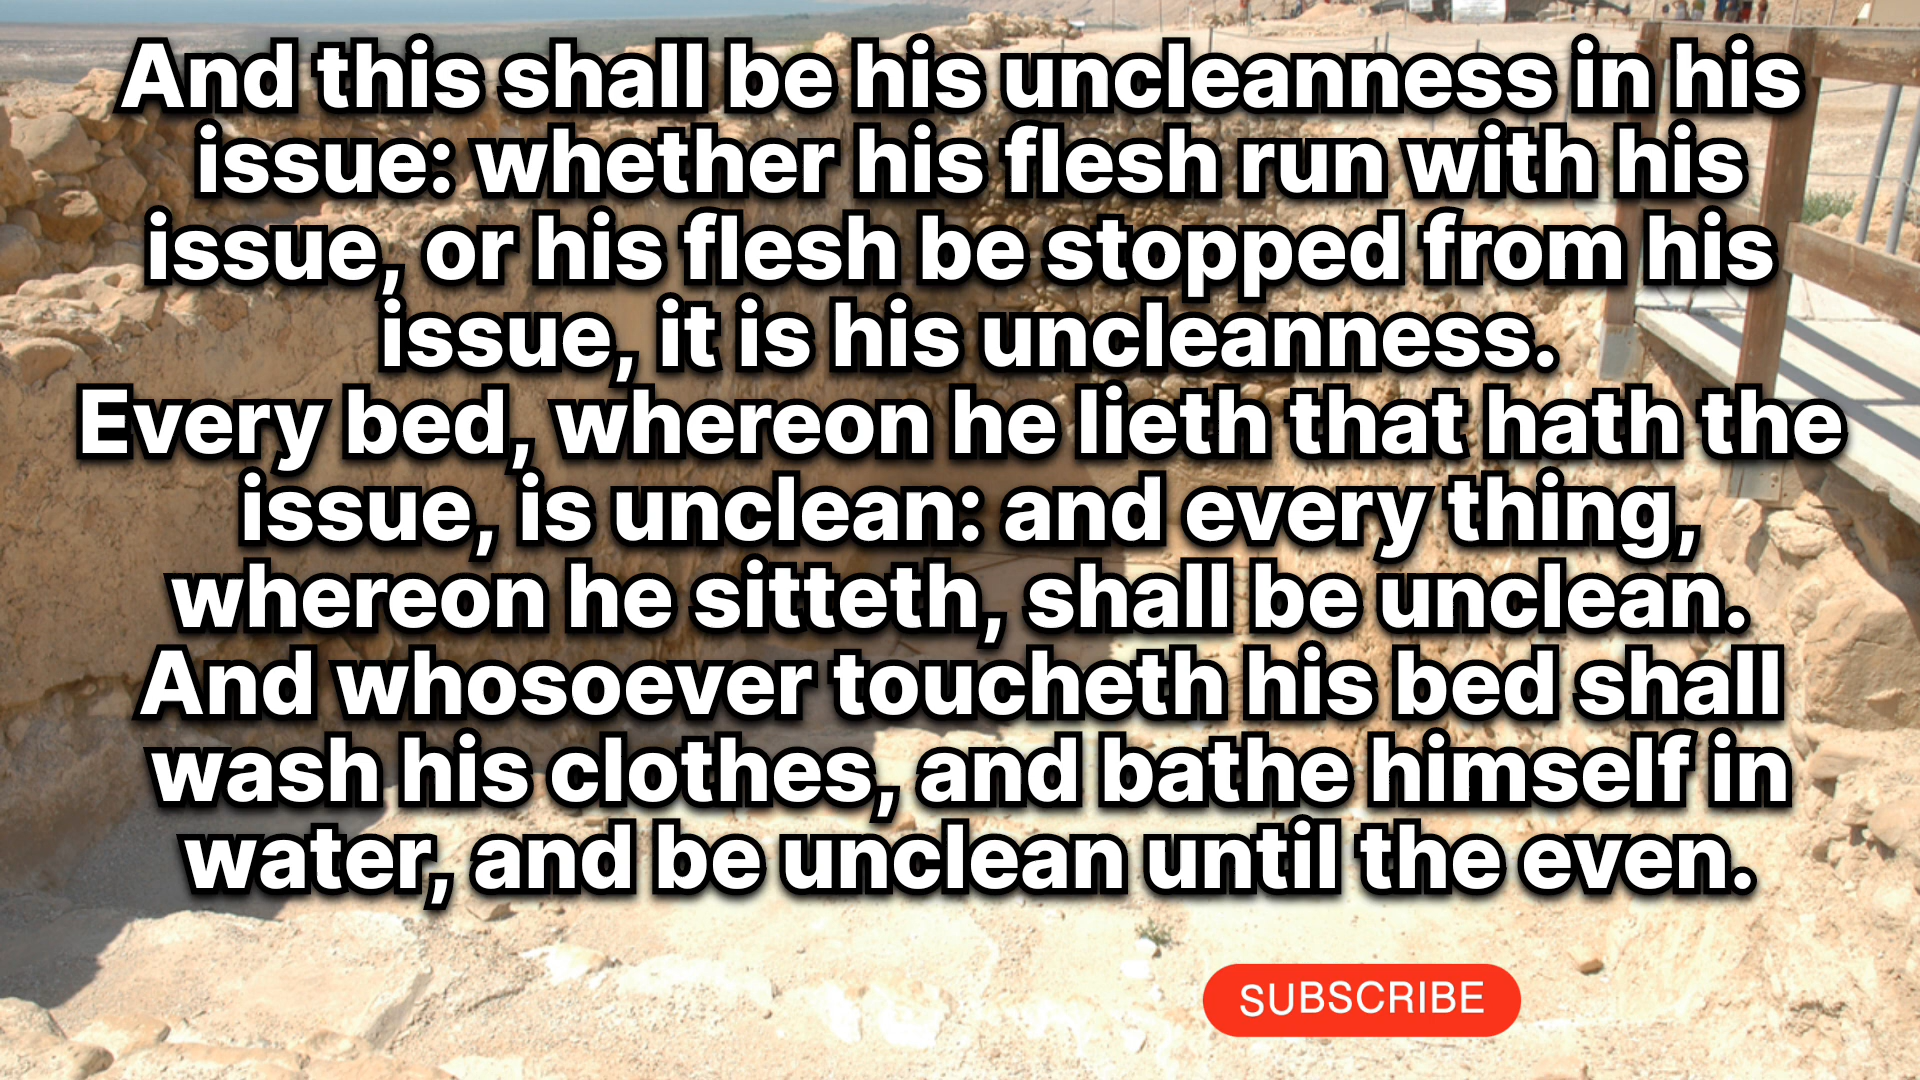 And this shall be his uncleanness in his
issue: whether his flesh run with his
issue, or his flesh be stopped from his
issue, it is his uncleanness.
Every bed, whereon he lieth that hath the
issue, is unclean: and every thing,
whereon he sitteth, shall be unclean.
And whosoever toucheth his bed shall
wash his clothes, and bathe himself in
water, and be unclean until the even.
SUBSCRIBE